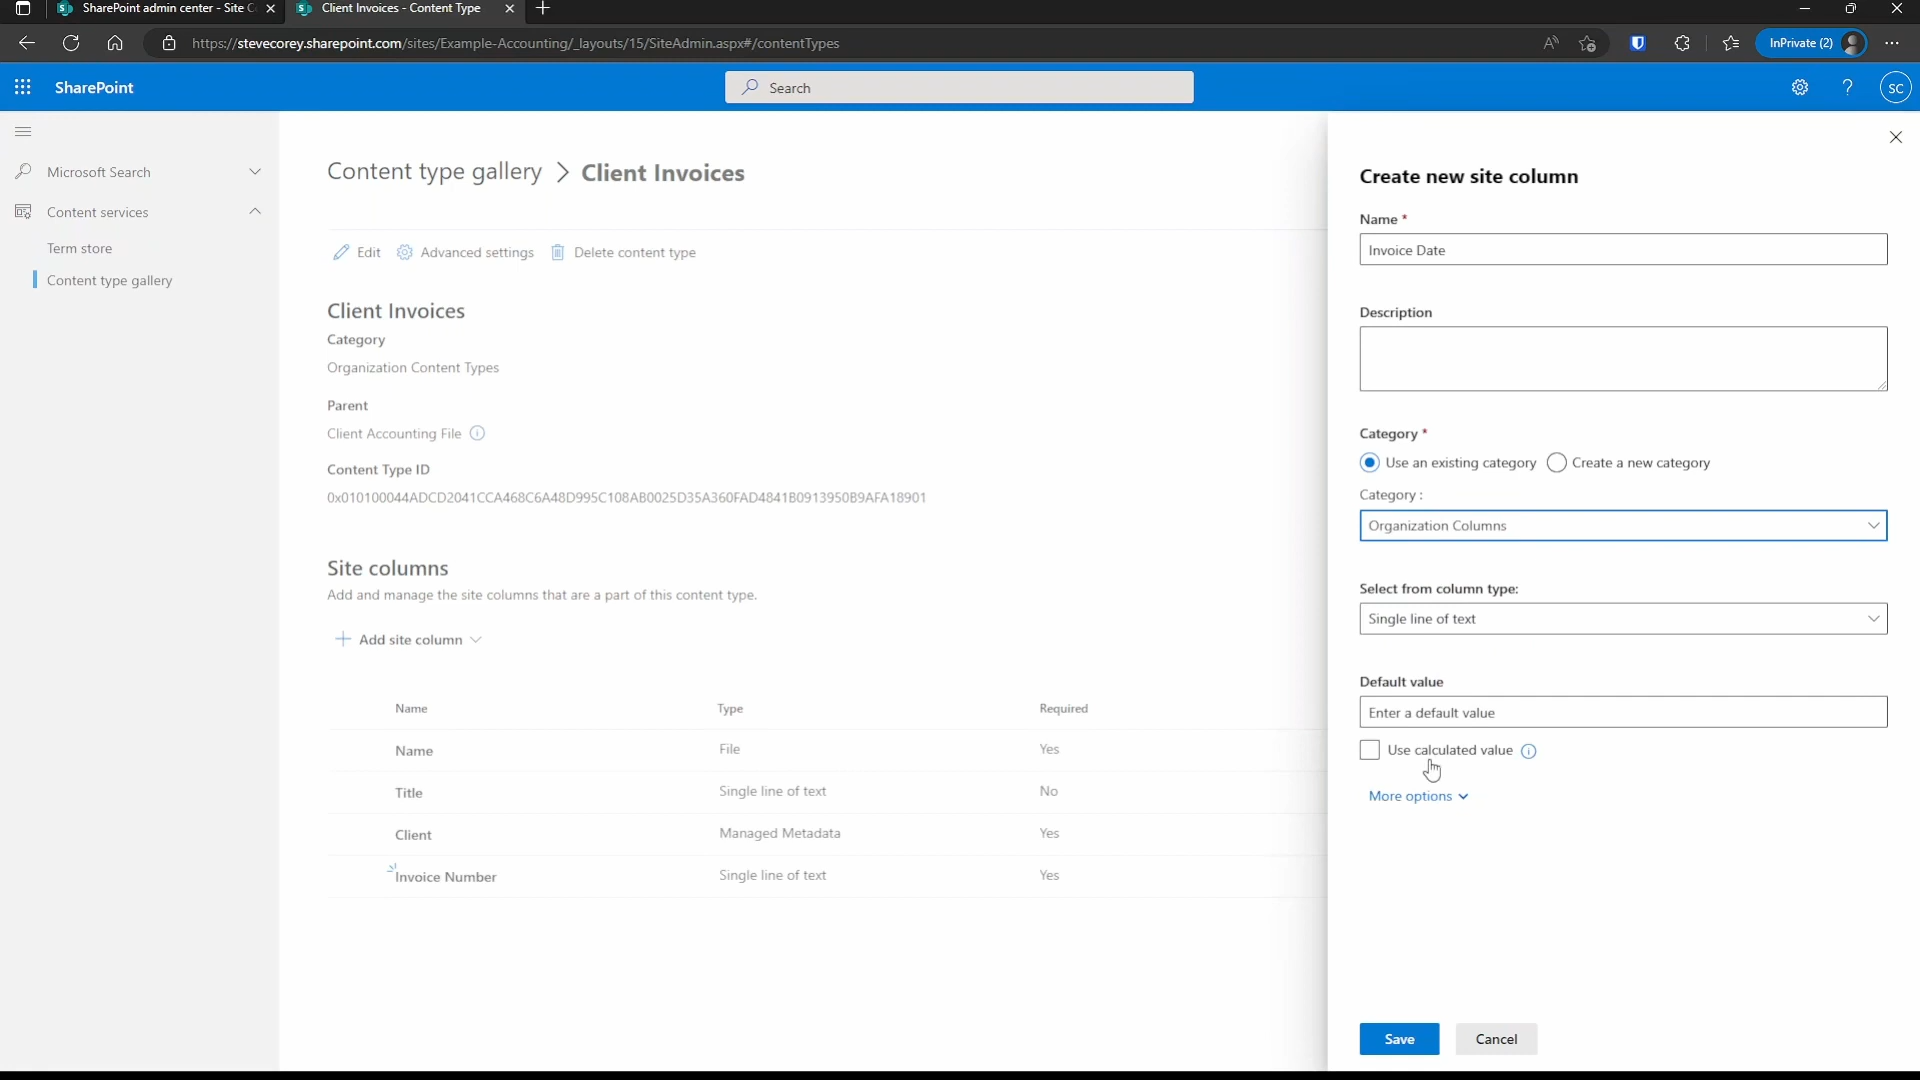 SharePoint admin center - Site C
Client Invoices - Content Type
https://stevecorey.sharepoint.com/sites/Example-Accounting/_layouts/15/SiteAdmin.aspx#/contentTypes
InPrivate (2)
SharePoint
Search
SC
Microsoft Search
Content services
Term store
Content type gallery
Content type gallery > Client Invoices
Edit
Advanced settings
Delete content type
Client Invoices
Category
Organization Content Types
Parent
Client Accounting File
Content Type ID
0x010100044ADCD2041CCA468C6A48D995C108AB0025D35A360FAD4841B0913950B9AFA18901
Site columns
Add and manage the site columns that are a part of this content type.
Add site column
Name Type Required
Name File Yes
Title Single line of text No
Client Managed Metadata Yes
Invoice Number Single line of text Yes
Create new site column
Name *
Invoice Date
Description
Category *
Use an existing category
Create a new category
Category :
Organization Columns
Select from column type:
Single line of text
Default value
Enter a default value
Use calculated value
More options
Save
Cancel